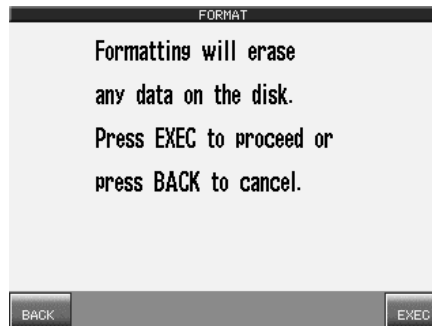 FORMAT
Formatting will erase
any data on the disk.
Press EXEC to proceed or
press BACK to cancel.
BACK
EXEC